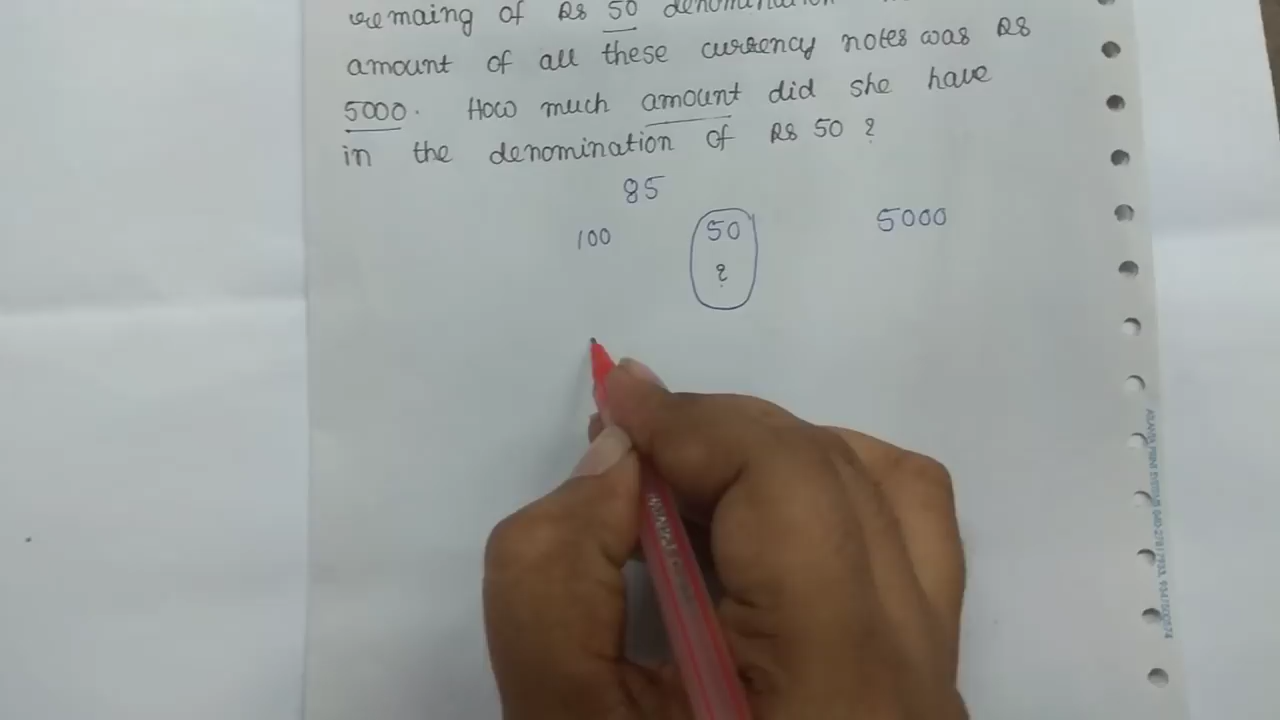 remaing of Rs 50 denomination
amount of all these currency notes was Rs
5000. How much amount did she have
in the denomination of Rs 50 ?
85
100 50 5000
?